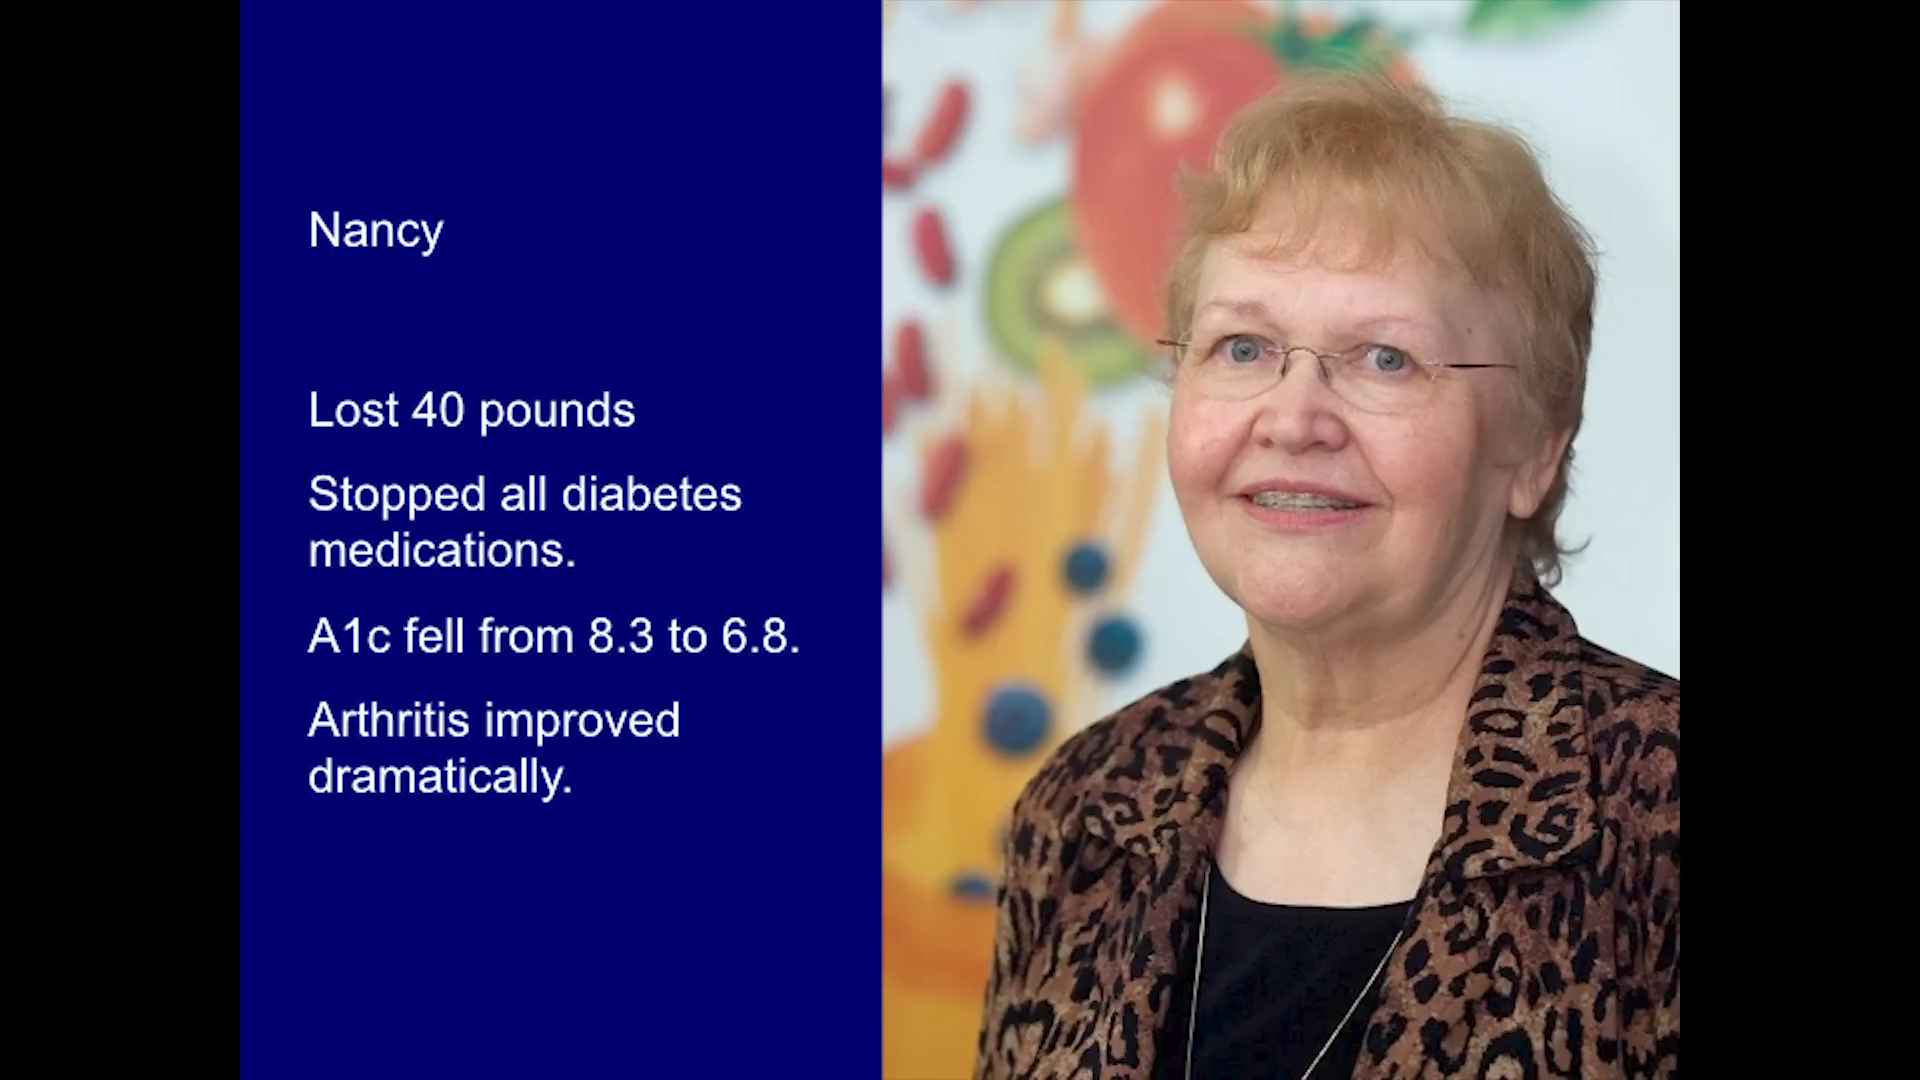 Nancy
Lost 40 pounds
Stopped all diabetes
medications.
A1c fell from 8.3 to 6.8.
Arthritis improved
dramatically.